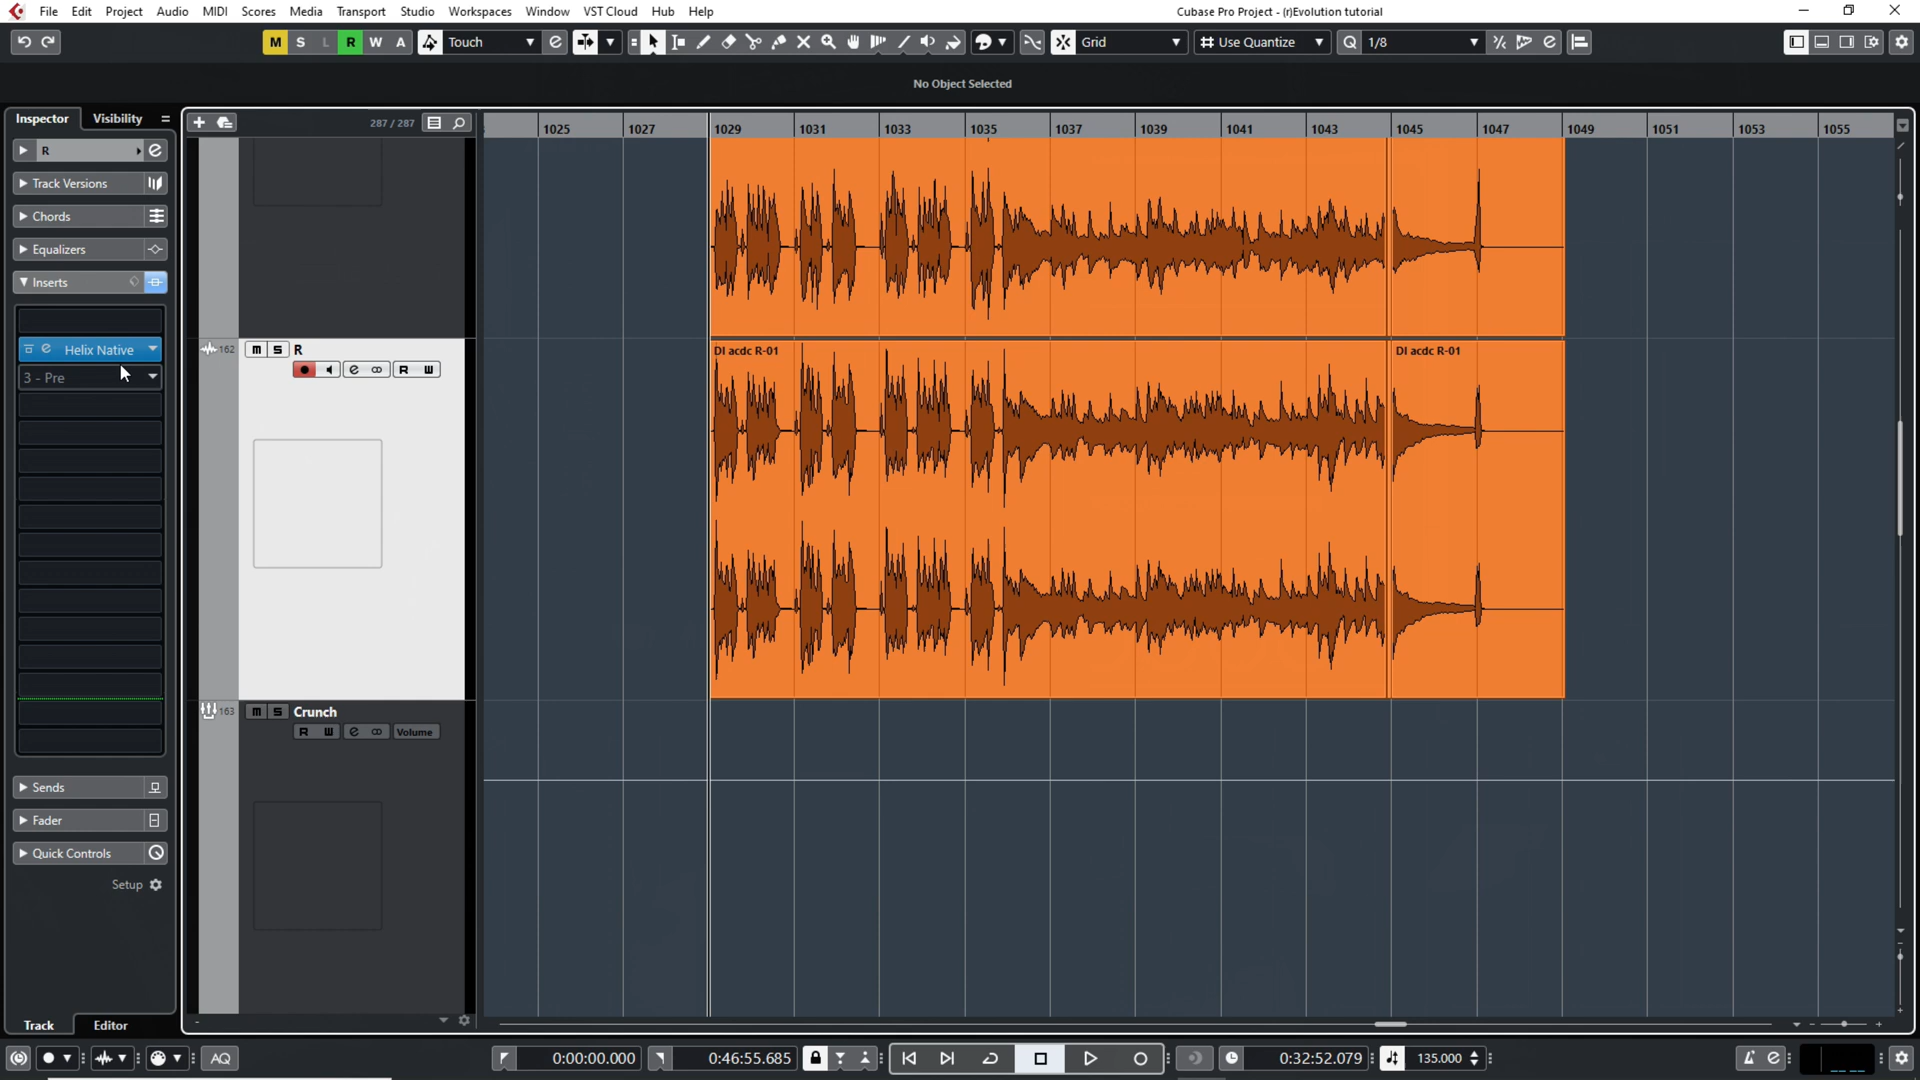 File Edit Project Audio MIDI Scores Media Transport Studio Workspaces Window VST Cloud Hub Help
Cubase Pro Project - (r)Evolution tutorial
M S L R W A Touch Grid Use Quantize Q 1/8
No Object Selected
Inspector Visibility
287 / 287
1025 1027 1029 1031 1033 1035 1037 1039 1041 1043 1045 1047 1049 1051 1053 1055
R
Track Versions
Chords
Equalizers
Inserts
Helix Native
3 - Pre
162 m S R
R W
DI acdc R-01 DI acdc R-01
163 m S Crunch
R W Volume
Sends
Fader
Quick Controls
Setup
Track Editor
AQ 0:00:00.000 0:46:55.685 0:32:52.079 135.000